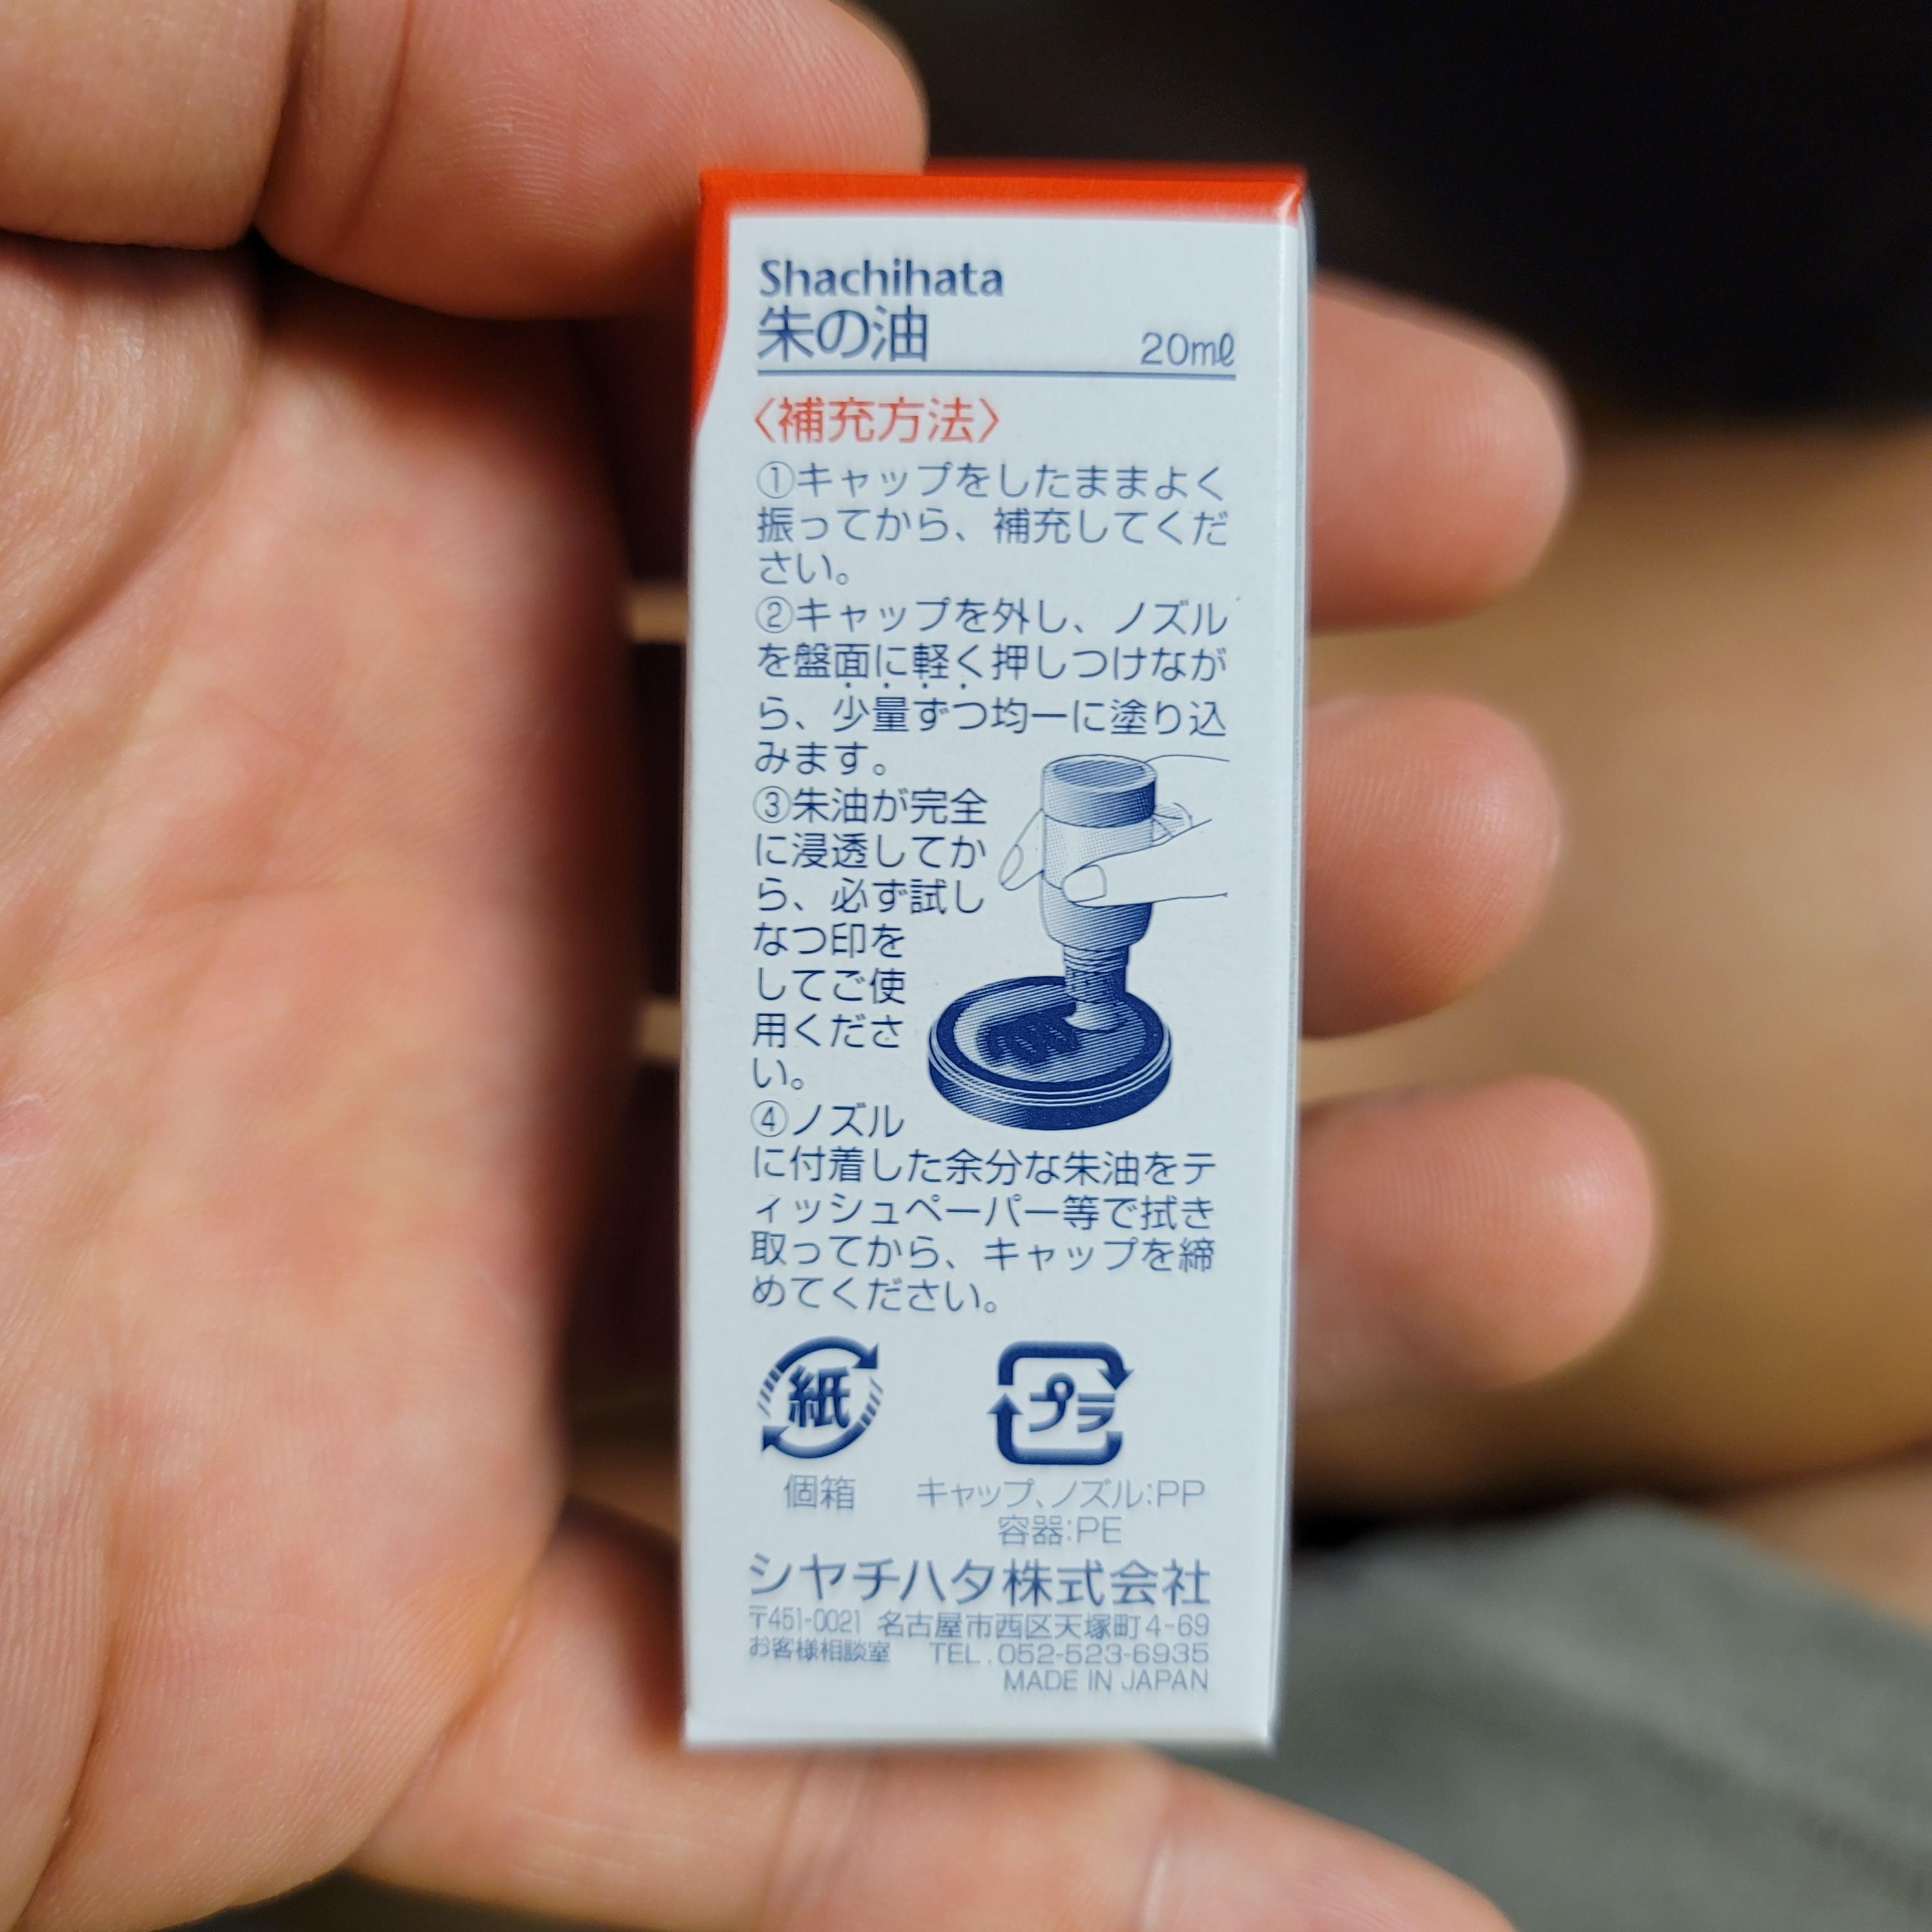 Shachihata
朱の油 20mℓ
〈補充方法〉
①キャップをしたままよく
振ってから、補充してくだ
さい。
②キャップを外し、ノズル
を盤面に軽く押しつけなが
ら、少量ずつ均一に塗り込
みます。
③朱油が完全
に浸透してか
ら、必ず試し
なつ印を
してご使
用くださ
い。
④ノズル
に付着した余分な朱油をテ
ィッシュペーパー等で拭き
取ってから、キャップを締
めてください。
紙 プラ
個箱 キャップ、ノズル:PP
容器:PE
シヤチハタ株式会社
〒451-0021 名古屋市西区天塚町4-69
お客様相談室 TEL.052-523-6935
MADE IN JAPAN